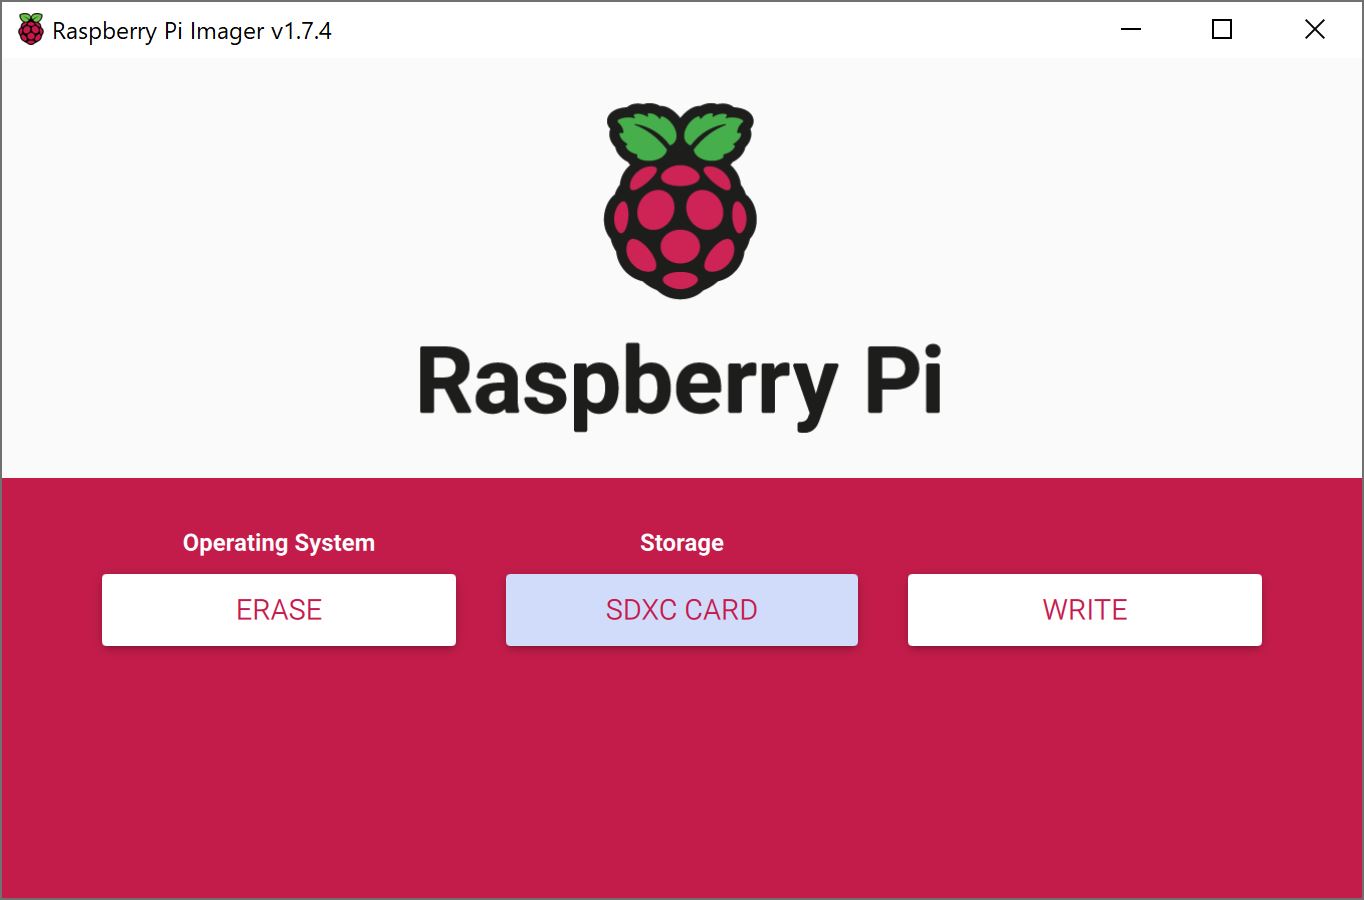 Raspberry Pi Imager v1.7.4
Raspberry Pi
Operating System
Storage
ERASE
SDXC CARD
WRITE